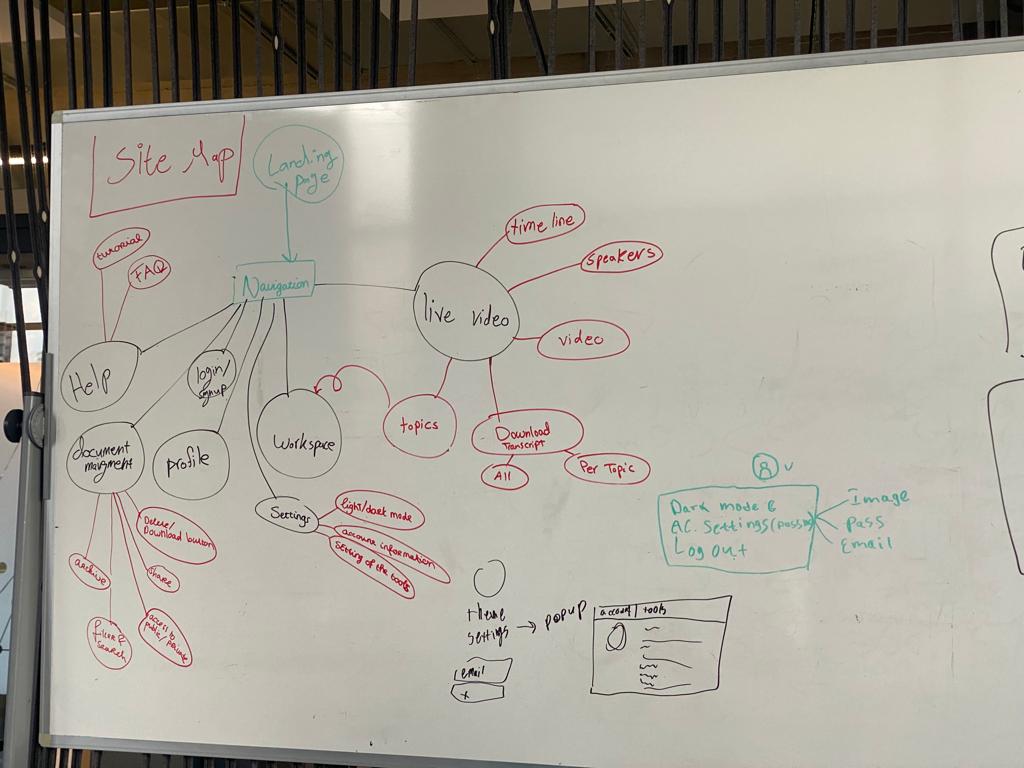 Site Map
Landing
page
Navigation
tutorial
FAQ
Help
login/
signup
document
profile
Workspace
Settings
light/dark mode
account information
Setting of the tools
Delete/
Download button
archive
share
search
access to
public/private
live video
time line
speakers
video
topics
Download
Transcript
All
Per Topic
Dark mode
AC. Settings (pass
Log out
Image
Pass
Email
theme
settings → popup
email
x
account
tools